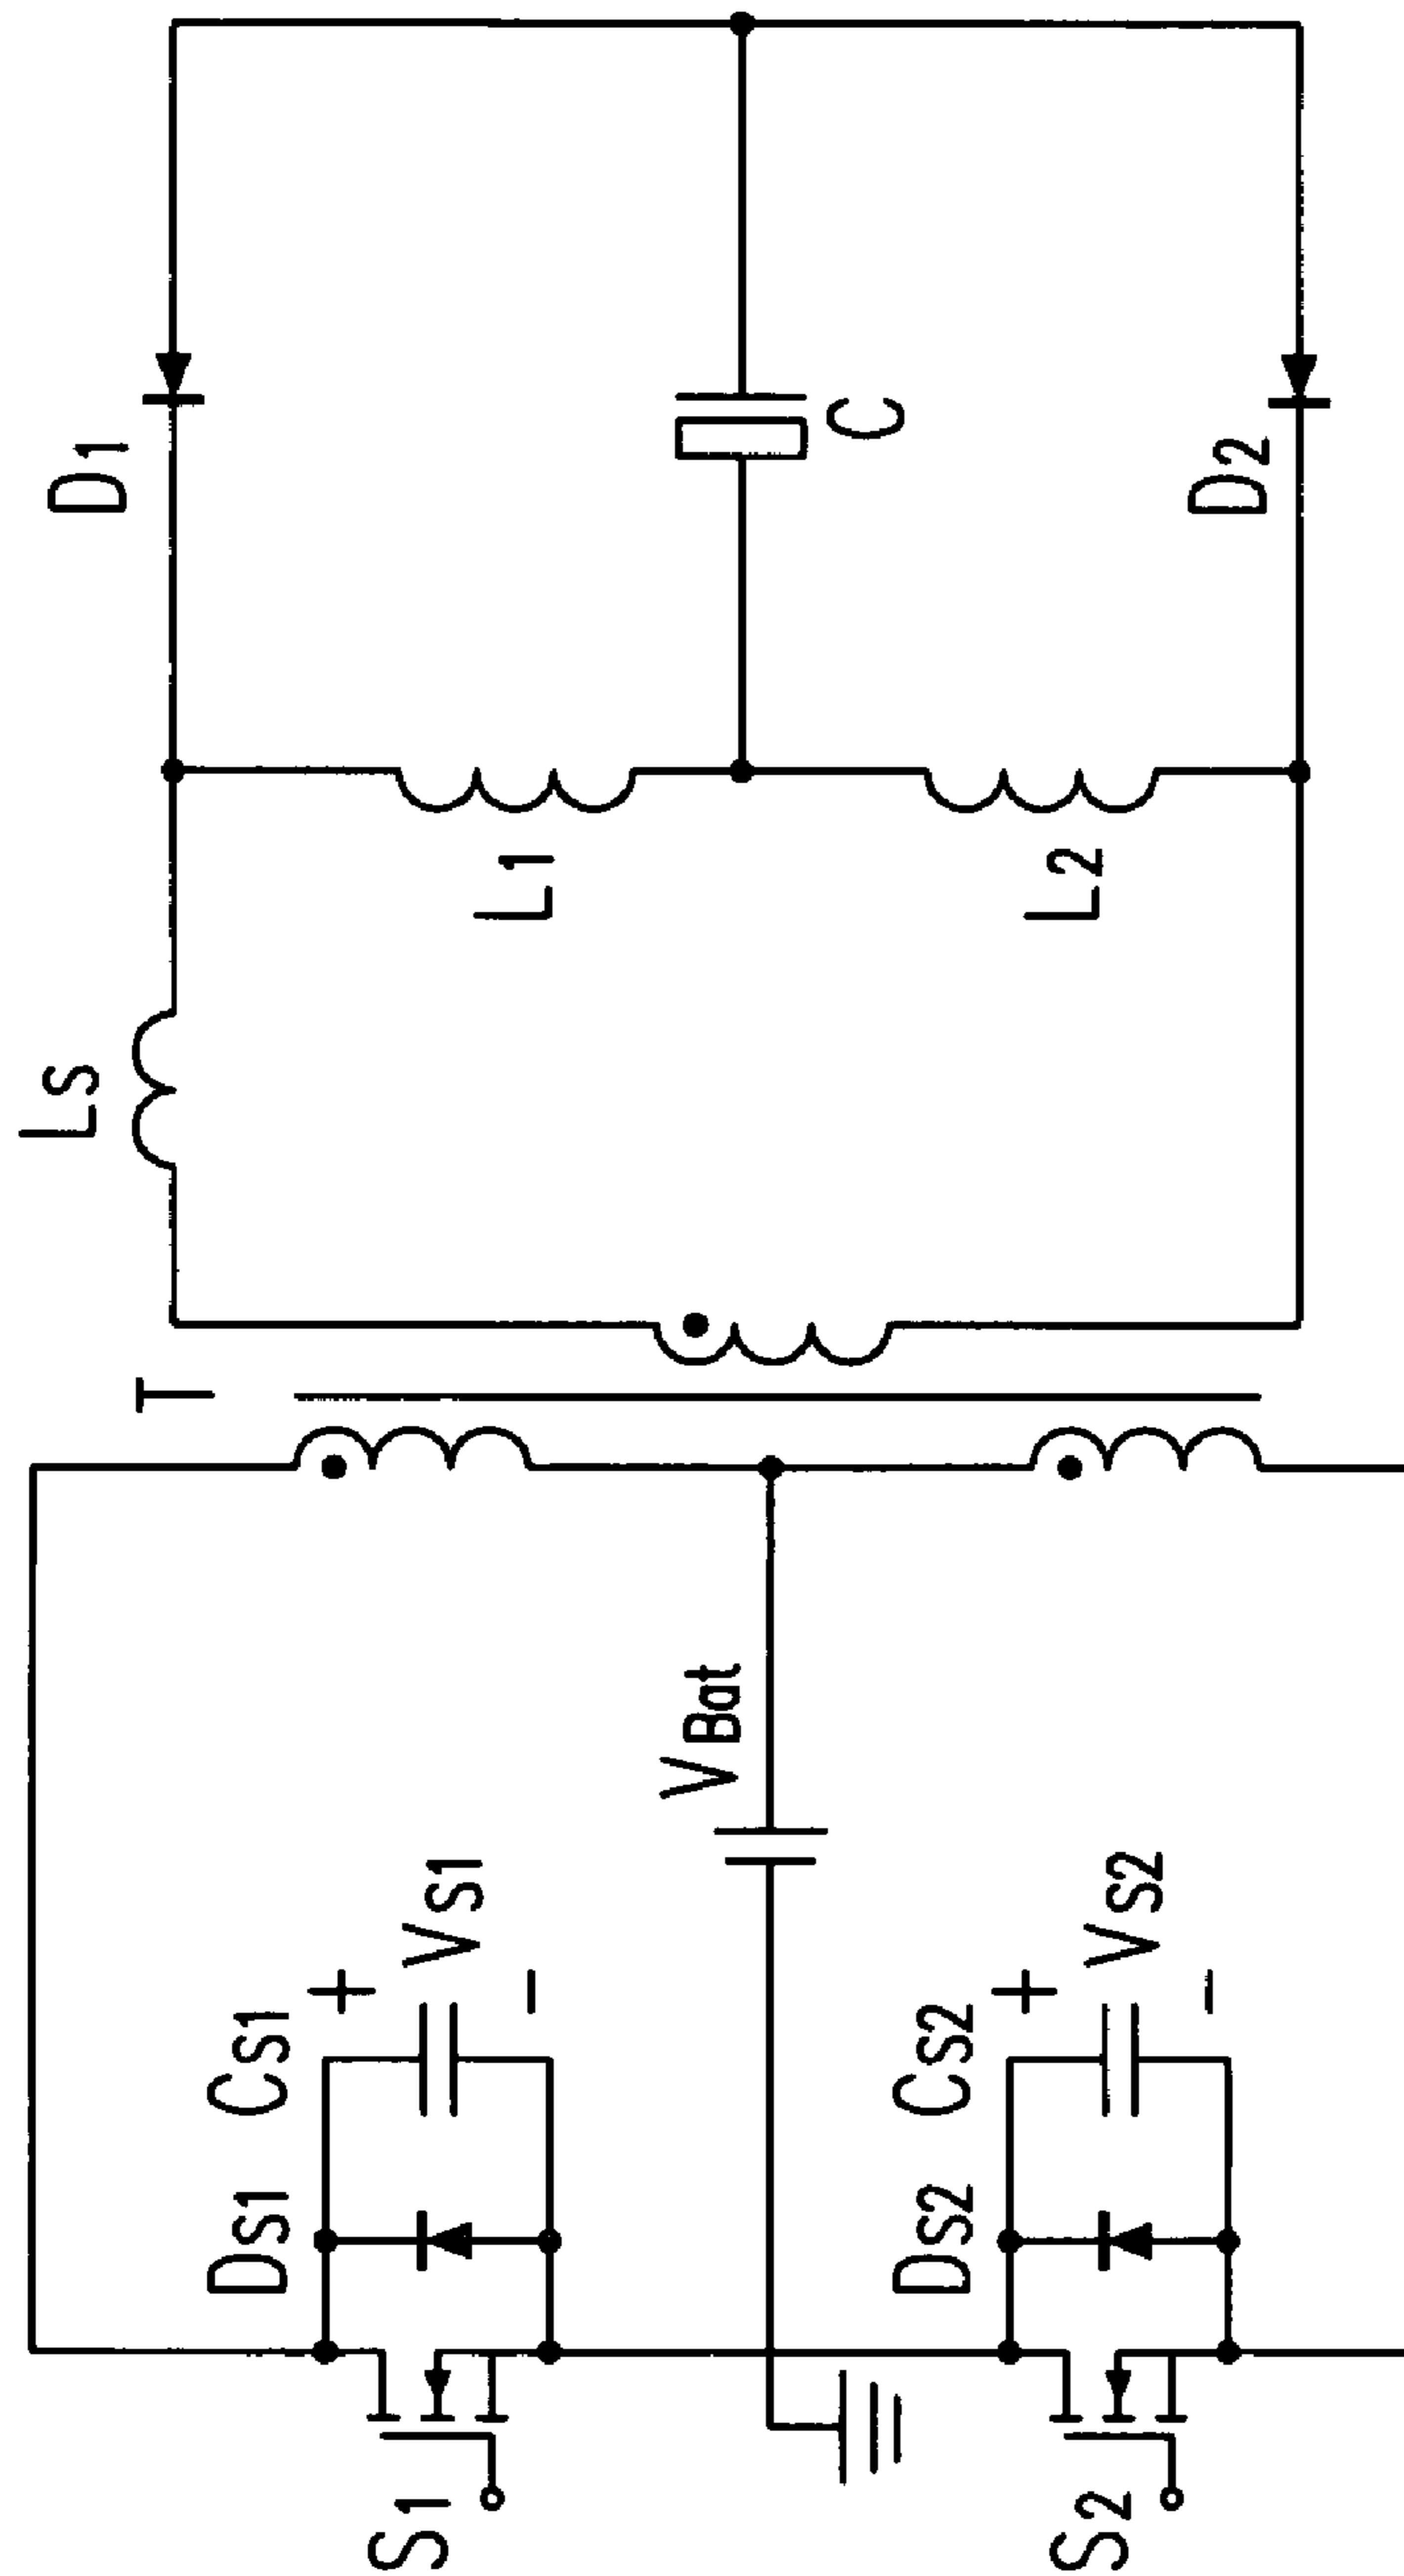 D1
C
D2
L1
L2
LS
T
VBat
+
VS1
−
CS1
DS1
+
VS2
−
CS2
DS2
S1
S2